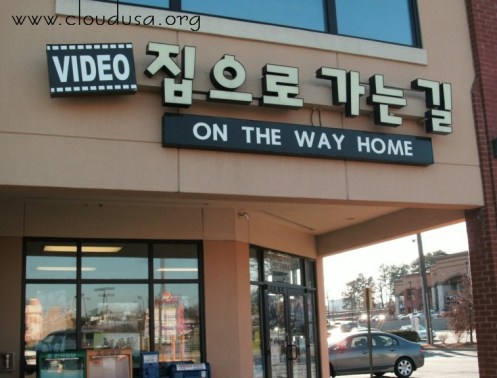 www.cloudusa.org
VIDEO 집으로 가는 길
ON THE WAY HOME